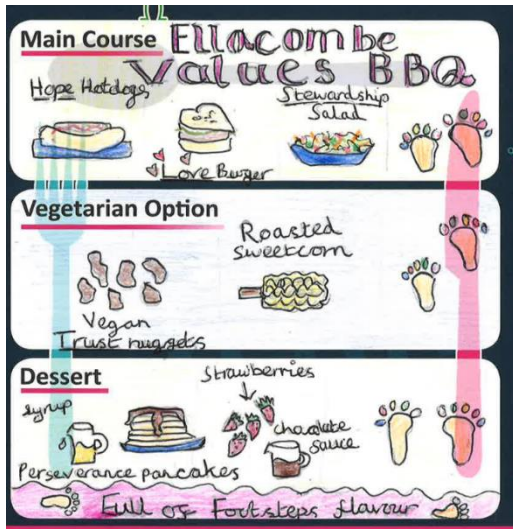 Main Course Ellacombe
Values BBQ
Hope Hotdogs
Stewardship
Salad
Love Burger
Vegetarian Option
Roasted
sweetcorn
Vegan
Trust nuggets
Dessert
Strawberries
syrup
chocolate
sauce
Perseverance pancakes
Full of Footsteps flavour